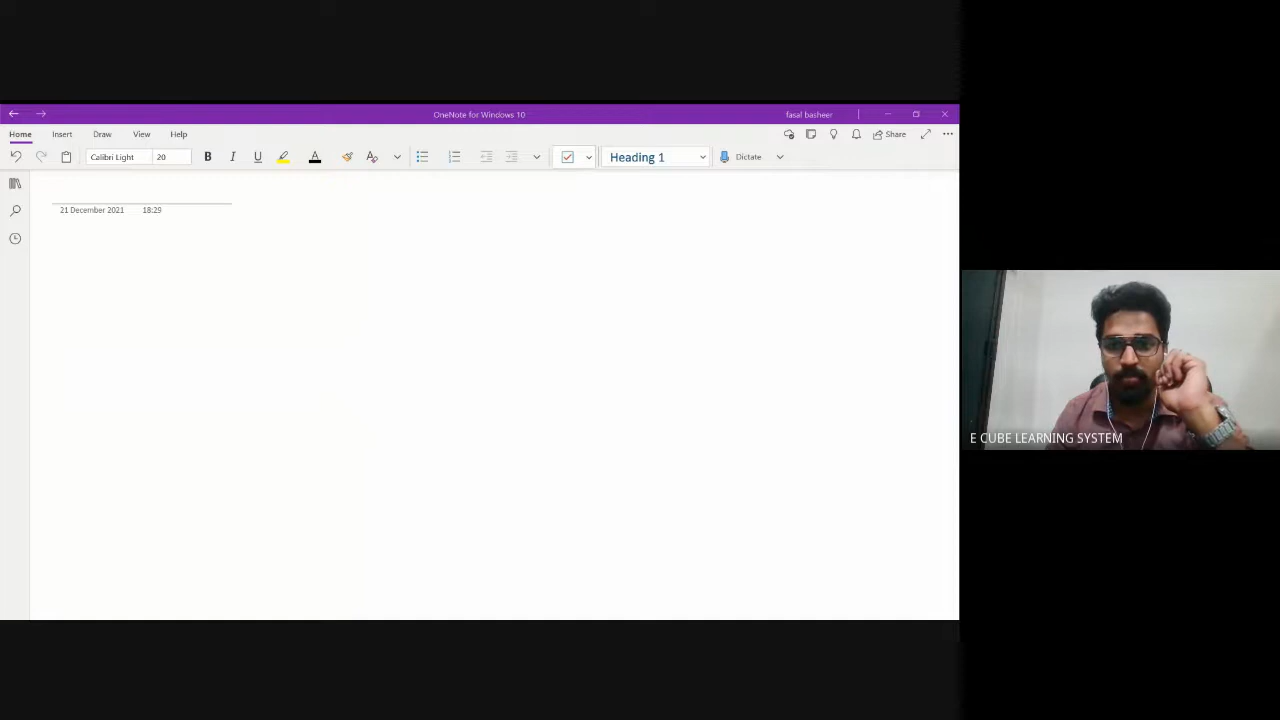 OneNote for Windows 10
fasal basheer
Home Insert Draw View Help
Share
Calibri Light 20 B I U A Heading 1 Dictate
21 December 2021 18:29
E CUBE LEARNING SYSTEM